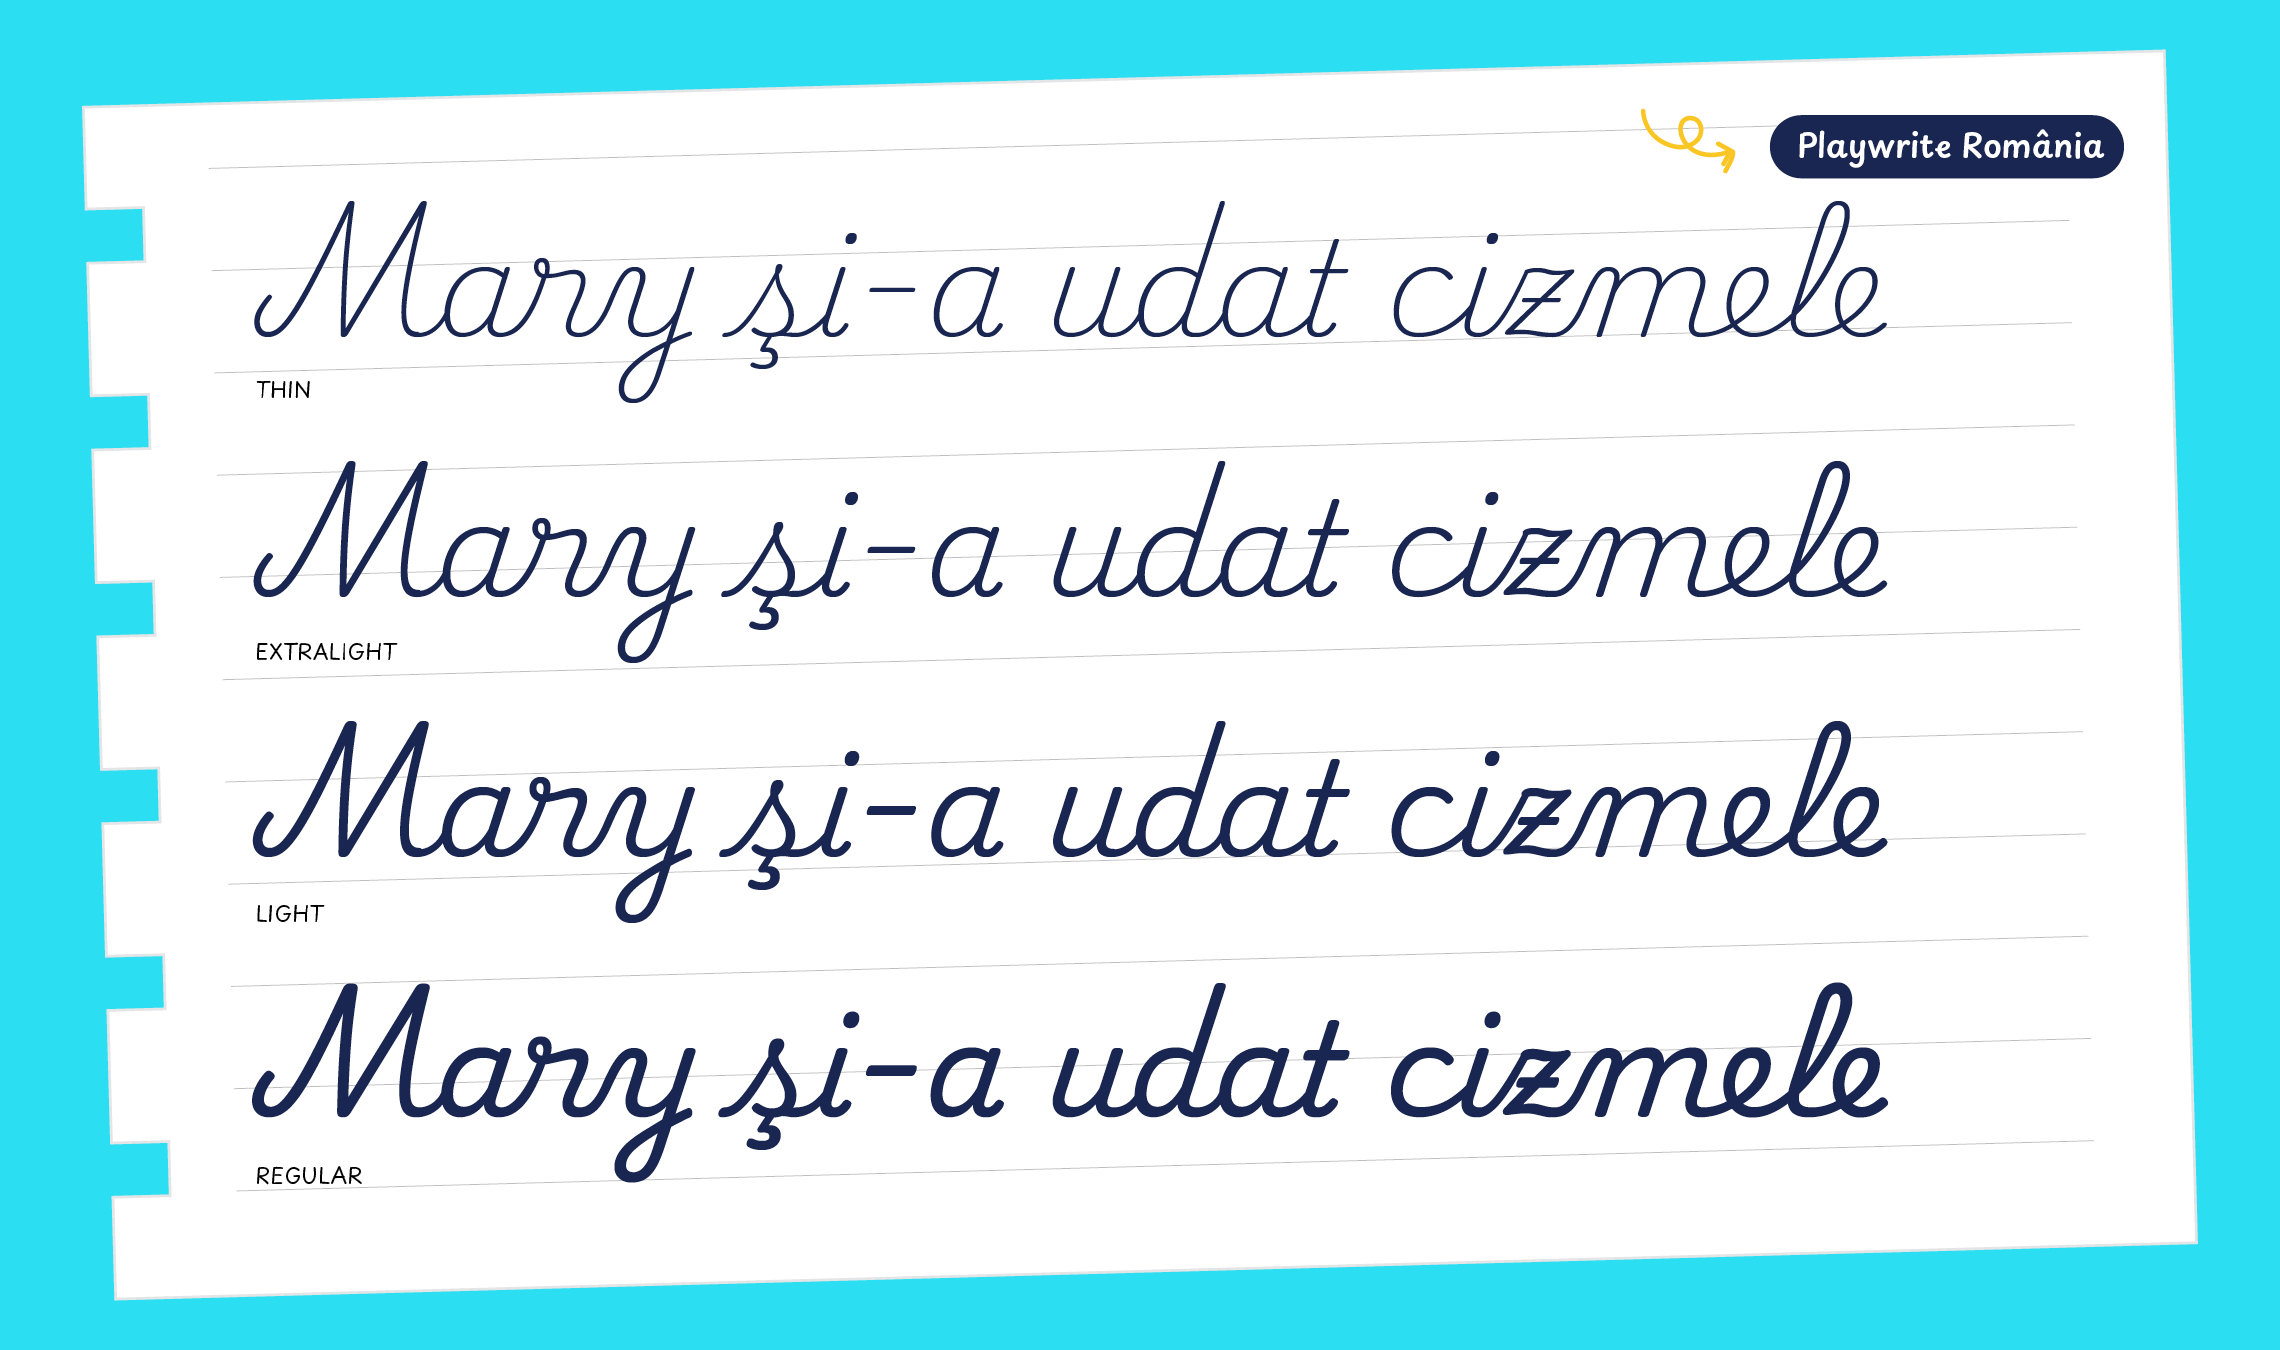 Playwrite România
Mary şi-a udat cizmele
THIN
Mary şi-a udat cizmele
EXTRALIGHT
Mary şi-a udat cizmele
LIGHT
Mary şi-a udat cizmele
REGULAR